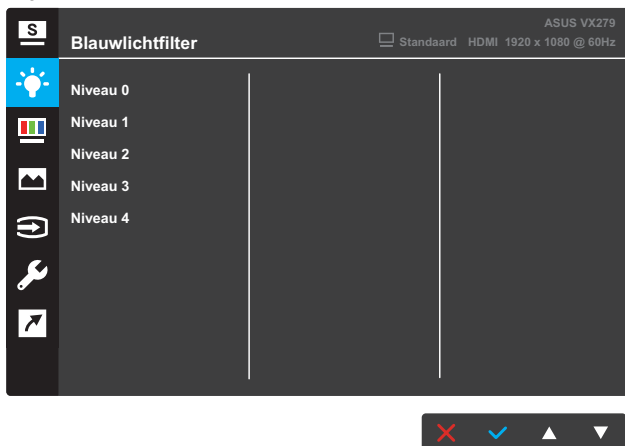 S
ASUS VX279
Blauwlichtfilter
Standaard HDMI 1920 x 1080 @ 60Hz
Niveau 0
Niveau 1
Niveau 2
Niveau 3
Niveau 4